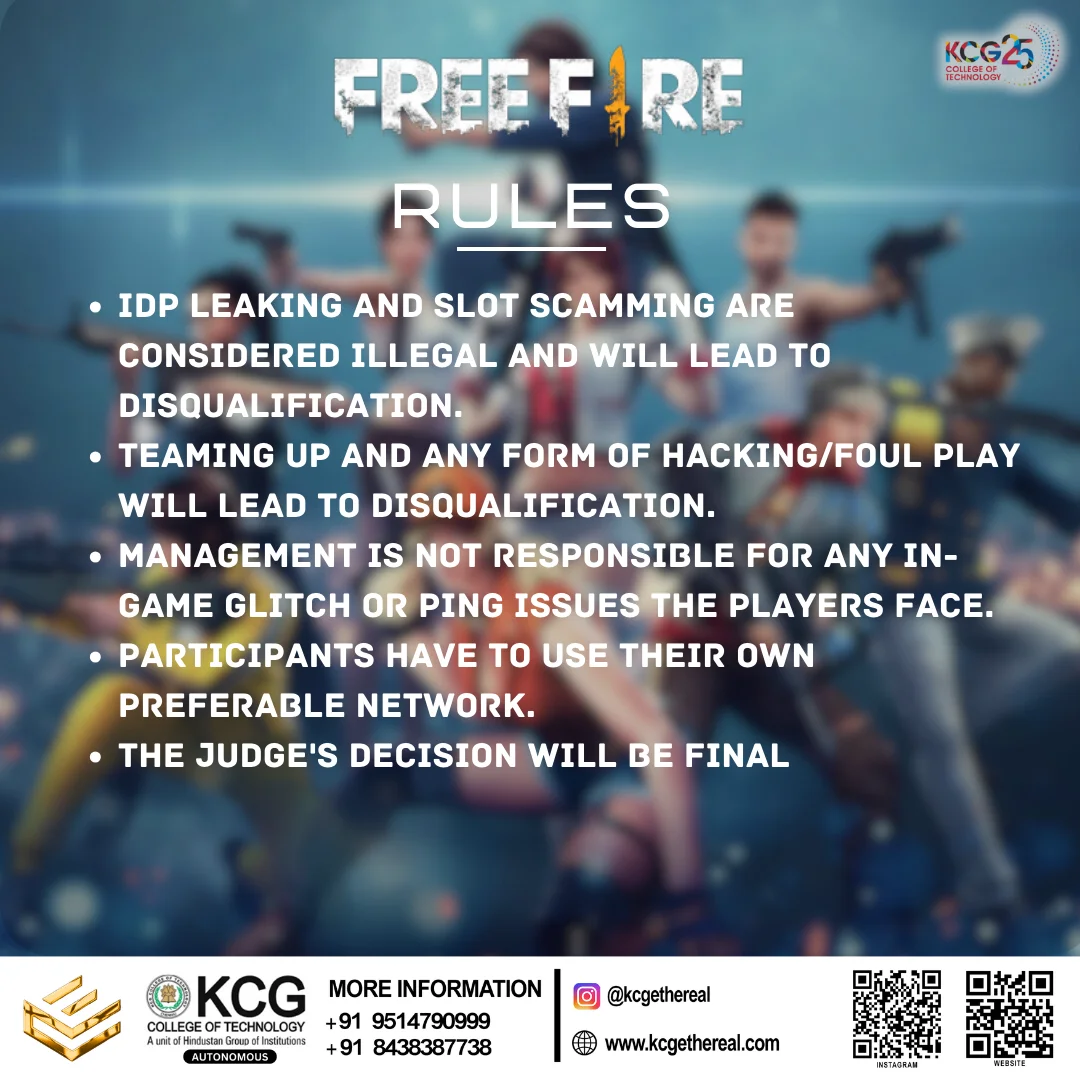 KCG25
COLLEGE OF
TECHNOLOGY
FREE FIRE
RULES
• IDP LEAKING AND SLOT SCAMMING ARE
CONSIDERED ILLEGAL AND WILL LEAD TO
DISQUALIFICATION.
• TEAMING UP AND ANY FORM OF HACKING/FOUL PLAY
WILL LEAD TO DISQUALIFICATION.
• MANAGEMENT IS NOT RESPONSIBLE FOR ANY IN-
GAME GLITCH OR PING ISSUES THE PLAYERS FACE.
• PARTICIPANTS HAVE TO USE THEIR OWN
PREFERABLE NETWORK.
• THE JUDGE'S DECISION WILL BE FINAL
KCG
COLLEGE OF TECHNOLOGY
A unit of Hindustan Group of Institutions
AUTONOMOUS
MORE INFORMATION
+91 9514790999
+91 8438387738
@kcgethereal
www.kcgethereal.com
INSTAGRAM
WEBSITE